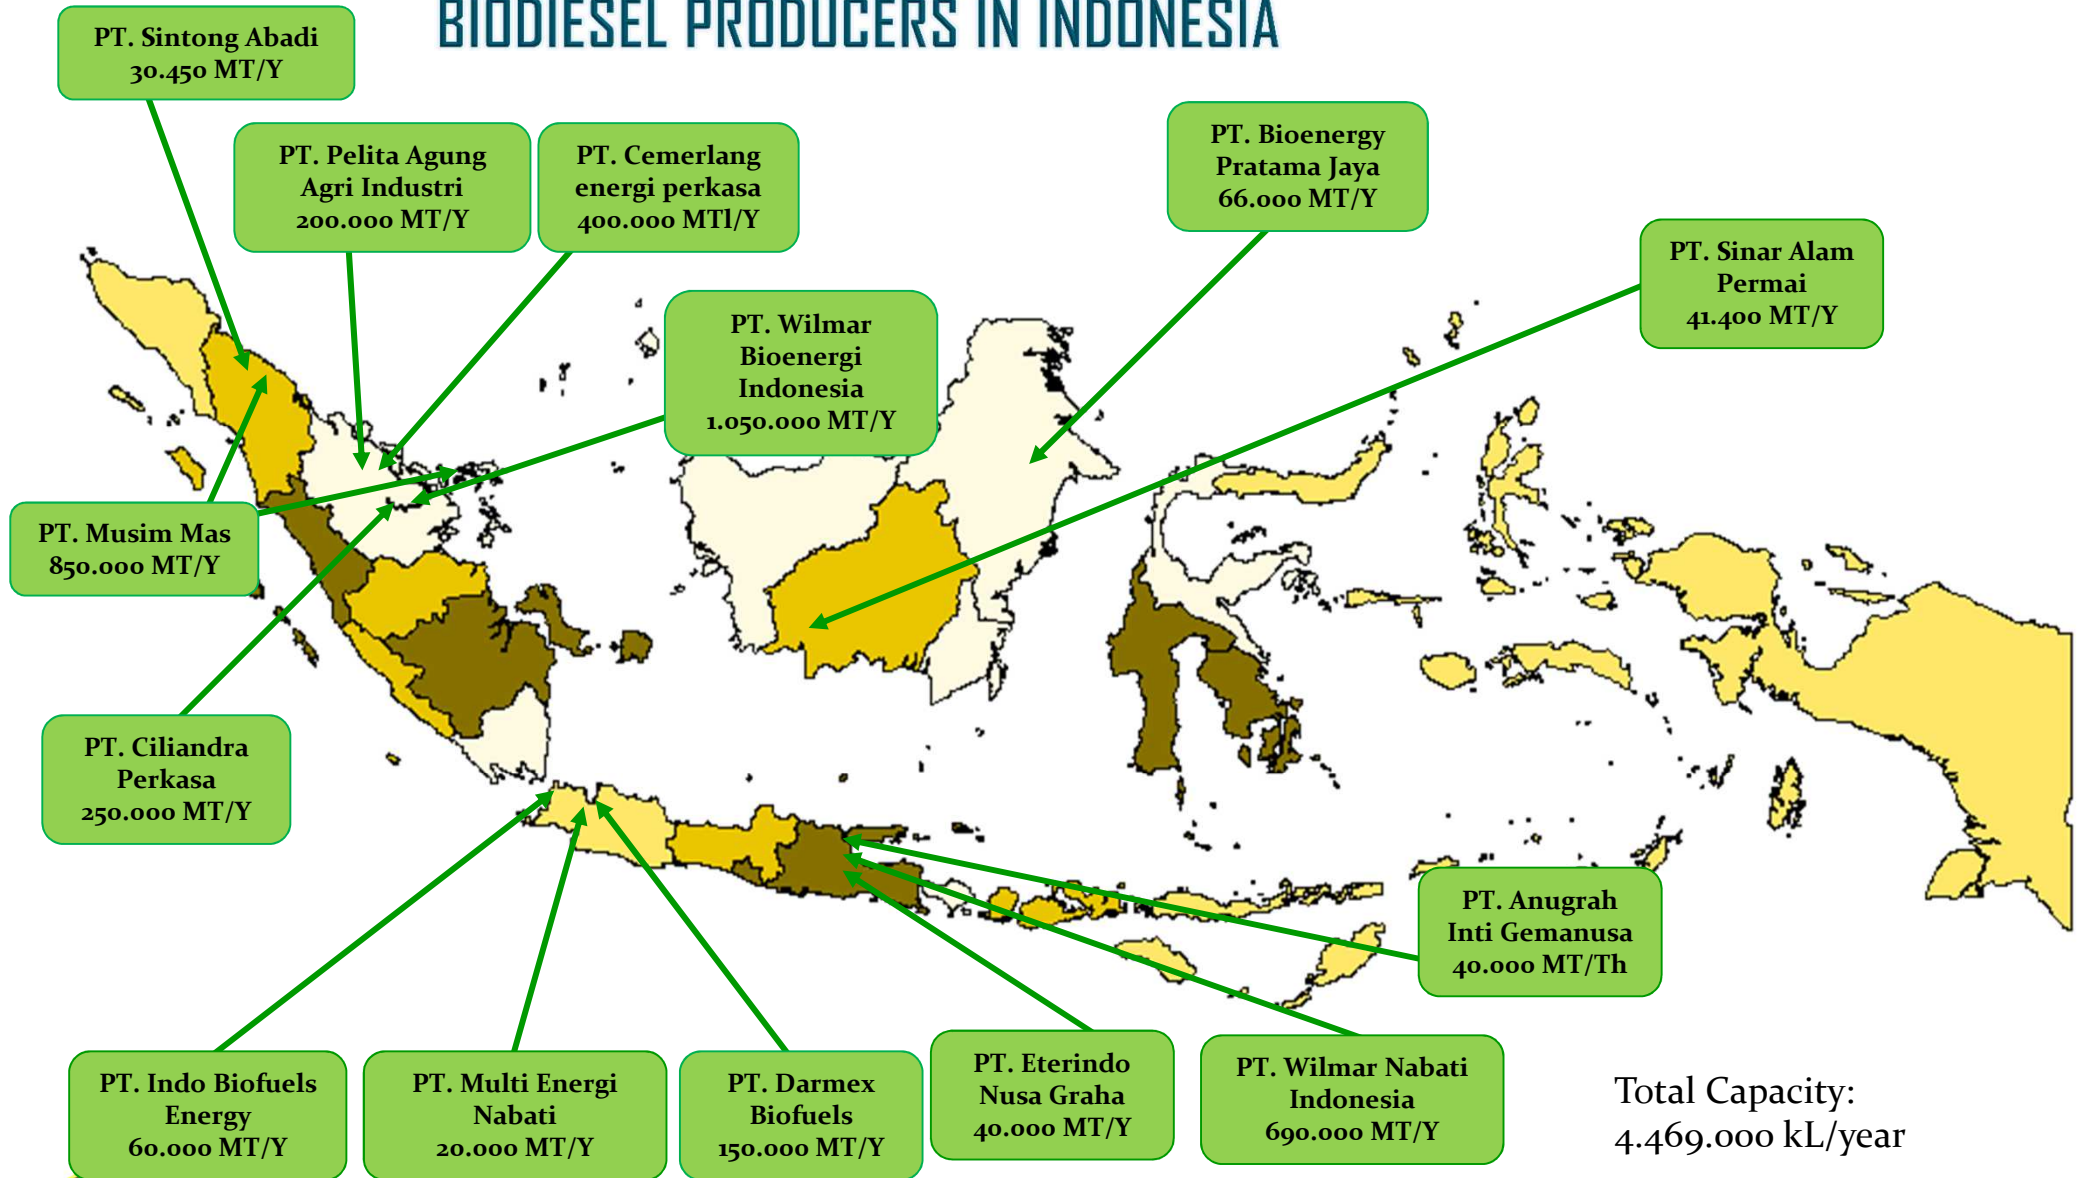 BIODIESEL PRODUCERS IN INDONESIA
PT. Sintong Abadi
30.450 MT/Y
PT. Pelita Agung
Agri Industri
200.000 MT/Y
PT. Cemerlang
energi perkasa
400.000 MTl/Y
PT. Bioenergy
Pratama Jaya
66.000 MT/Y
PT. Sinar Alam
Permai
41.400 MT/Y
PT. Wilmar
Bioenergi
Indonesia
1.050.000 MT/Y
PT. Musim Mas
850.000 MT/Y
PT. Ciliandra
Perkasa
250.000 MT/Y
PT. Anugrah
Inti Gemanusa
40.000 MT/Th
PT. Indo Biofuels
Energy
60.000 MT/Y
PT. Multi Energi
Nabati
20.000 MT/Y
PT. Darmex
Biofuels
150.000 MT/Y
PT. Eterindo
Nusa Graha
40.000 MT/Y
PT. Wilmar Nabati
Indonesia
690.000 MT/Y
Total Capacity:
4.469.000 kL/year